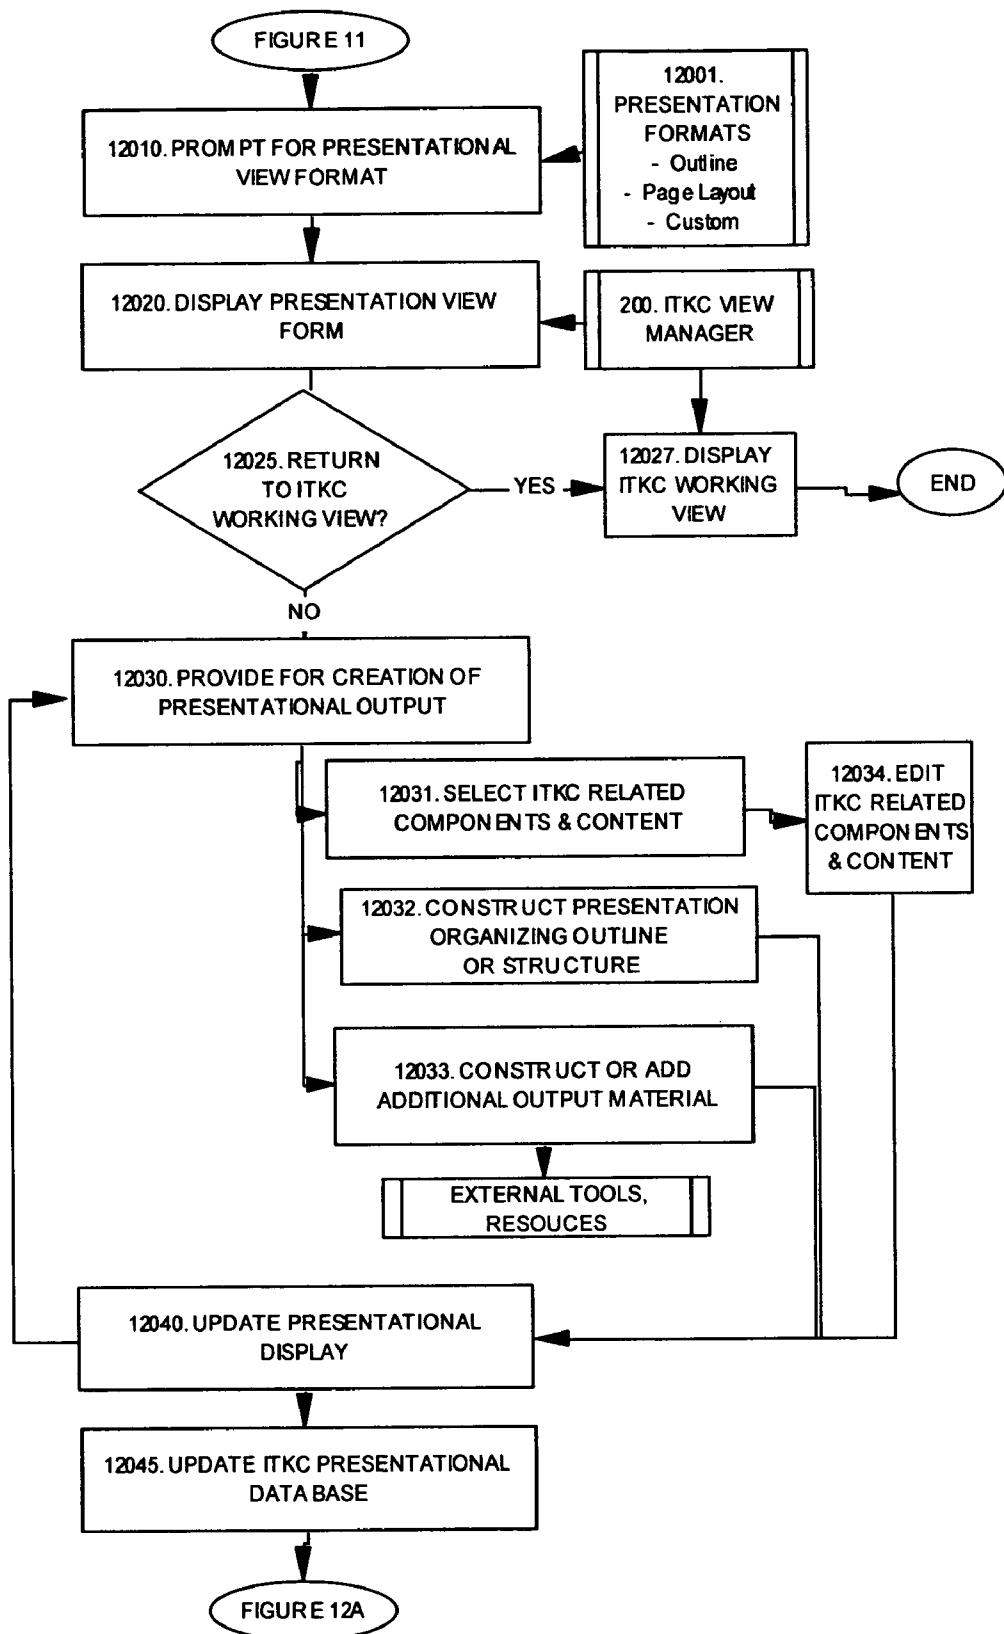 FIGURE 11
12001.
PRESENTATION
FORMATS
- Outline
- Page Layout
- Custom
12010. PROMPT FOR PRESENTATIONAL
VIEW FORMAT
12020. DISPLAY PRESENTATION VIEW
FORM
200. ITKC VIEW
MANAGER
12025. RETURN
TO ITKC
WORKING VIEW?
YES
12027. DISPLAY
ITKC WORKING
VIEW
END
NO
12030. PROVIDE FOR CREATION OF
PRESENTATIONAL OUTPUT
12031. SELECT ITKC RELATED
COMPONENTS & CONTENT
12034. EDIT
ITKC RELATED
COMPONENTS
& CONTENT
12032. CONSTRUCT PRESENTATION
ORGANIZING OUTLINE
OR STRUCTURE
12033. CONSTRUCT OR ADD
ADDITIONAL OUTPUT MATERIAL
EXTERNAL TOOLS,
RESOUCES
12040. UPDATE PRESENTATIONAL
DISPLAY
12045. UPDATE ITKC PRESENTATIONAL
DATA BASE
FIGURE 12A